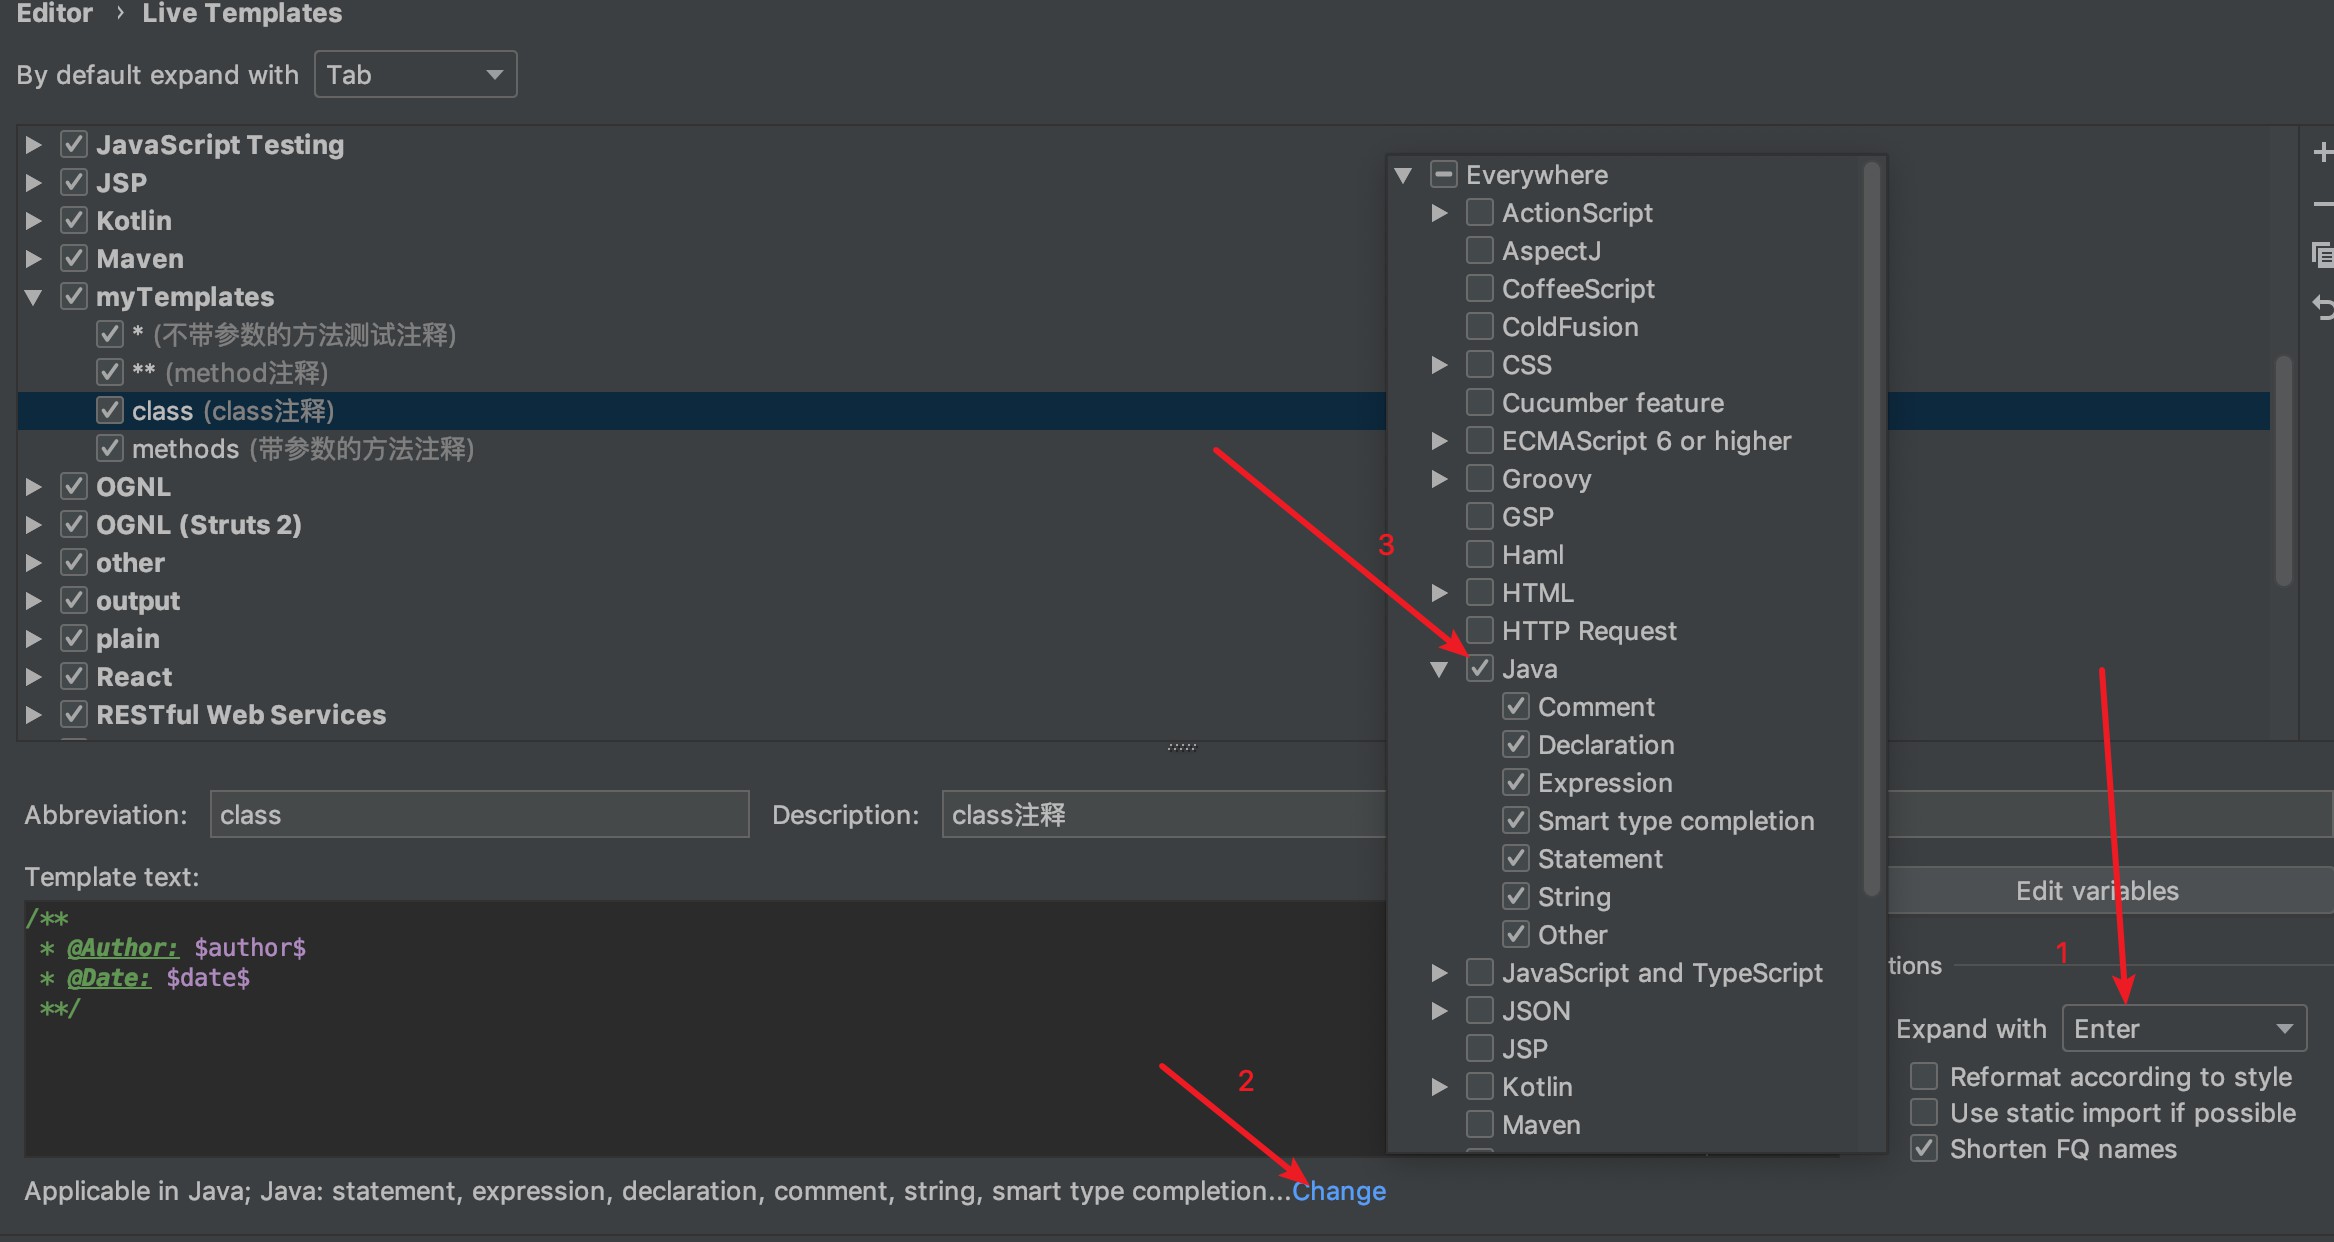 Editor › Live Templates
By default expand with Tab
JavaScript Testing
JSP
Kotlin
Maven
myTemplates
* (不带参数的方法测试注释)
** (method注释)
class (class注释)
methods (带参数的方法注释)
OGNL
OGNL (Struts 2)
other
output
plain
React
RESTful Web Services
Everywhere
ActionScript
AspectJ
CoffeeScript
ColdFusion
CSS
Cucumber feature
ECMAScript 6 or higher
Groovy
GSP
Haml
HTML
HTTP Request
Java
Comment
Declaration
Expression
Smart type completion
Statement
String
Other
JavaScript and TypeScript
JSON
JSP
Kotlin
Maven
3
Abbreviation: class Description: class注释
Template text:
/**
* @Author: $author$
* @Date: $date$
**/
Edit variables
1
tions
Expand with Enter
Reformat according to style
Use static import if possible
Shorten FQ names
2
Applicable in Java; Java: statement, expression, declaration, comment, string, smart type completion...Change